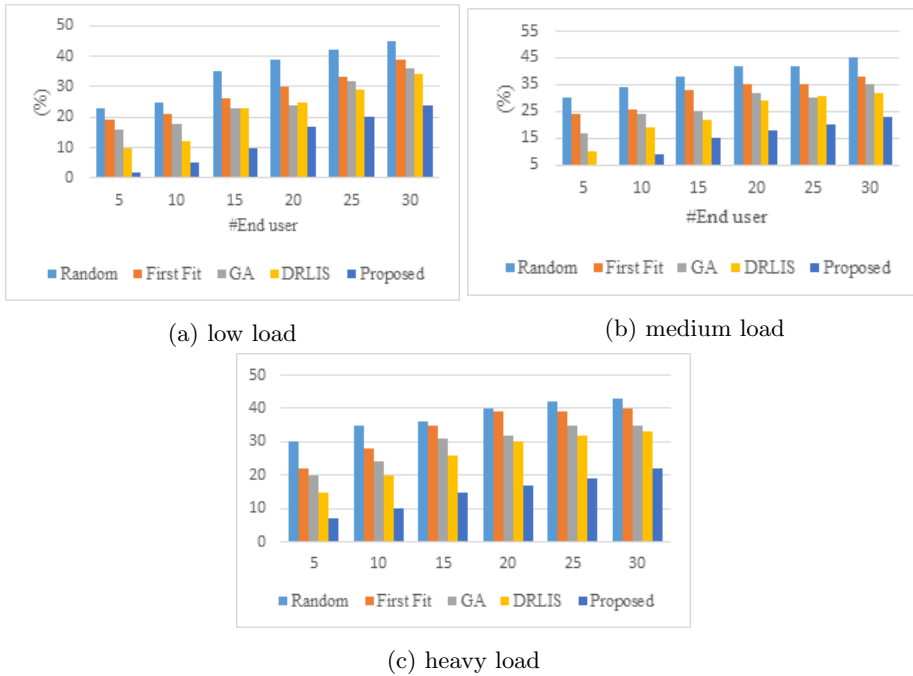 50
40
30
20
10
0
(%)
5 10 15 20 25 30
#End user
Random First Fit GA DRLIS Proposed
(a) low load
55
45
35
25
15
5
(%)
5 10 15 20 25 30
#End user
Random First Fit GA DRLIS Proposed
(b) medium load
50
40
30
20
10
0
5 10 15 20 25 30
Random First Fit GA DRLIS Proposed
(c) heavy load